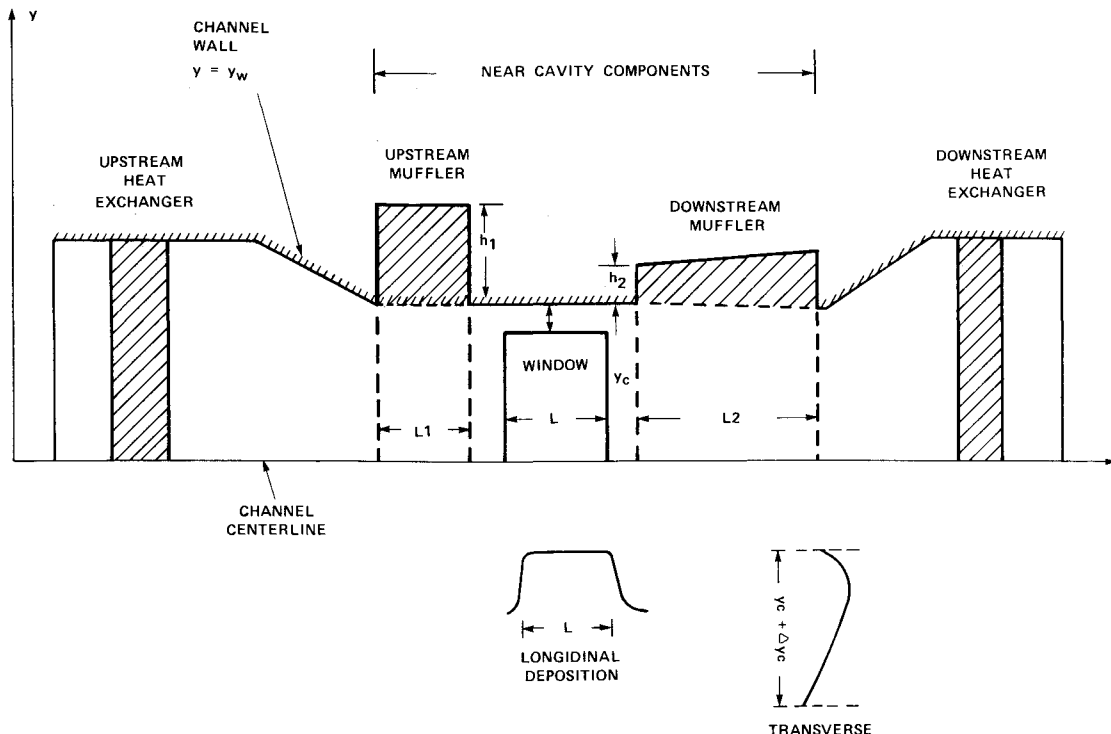 y
CHANNEL
WALL
y = yw
NEAR CAVITY COMPONENTS
UPSTREAM
HEAT
EXCHANGER
UPSTREAM
MUFFLER
DOWNSTREAM
MUFFLER
DOWNSTREAM
HEAT
EXCHANGER
h1
h2
WINDOW
yc
L1
L
L2
CHANNEL
CENTERLINE
L
LONGIDINAL
DEPOSITION
yc + Δyc
TRANSVERSE